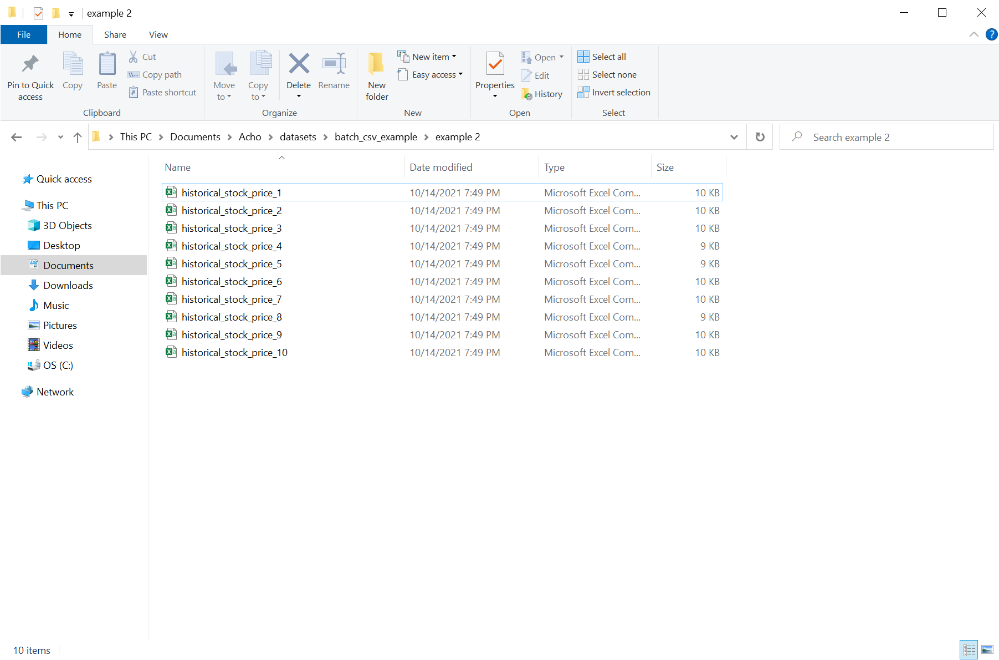 example 2
File Home Share View
Pin to Quick access
Copy
Paste
Cut
Copy path
Paste shortcut
Clipboard
Move to
Copy to
Delete
Rename
Organize
New folder
New item
Easy access
New
Properties
Open
Edit
History
Open
Select all
Select none
Invert selection
Select
This PC > Documents > Acho > datasets > batch_csv_example > example 2
Search example 2
Quick access
This PC
3D Objects
Desktop
Documents
Downloads
Music
Pictures
Videos
OS (C:)
Network
Name Date modified Type Size
historical_stock_price_1 10/14/2021 7:49 PM Microsoft Excel Com... 10 KB
historical_stock_price_2 10/14/2021 7:49 PM Microsoft Excel Com... 10 KB
historical_stock_price_3 10/14/2021 7:49 PM Microsoft Excel Com... 10 KB
historical_stock_price_4 10/14/2021 7:49 PM Microsoft Excel Com... 9 KB
historical_stock_price_5 10/14/2021 7:49 PM Microsoft Excel Com... 9 KB
historical_stock_price_6 10/14/2021 7:49 PM Microsoft Excel Com... 10 KB
historical_stock_price_7 10/14/2021 7:49 PM Microsoft Excel Com... 10 KB
historical_stock_price_8 10/14/2021 7:49 PM Microsoft Excel Com... 9 KB
historical_stock_price_9 10/14/2021 7:49 PM Microsoft Excel Com... 10 KB
historical_stock_price_10 10/14/2021 7:49 PM Microsoft Excel Com... 10 KB
10 items